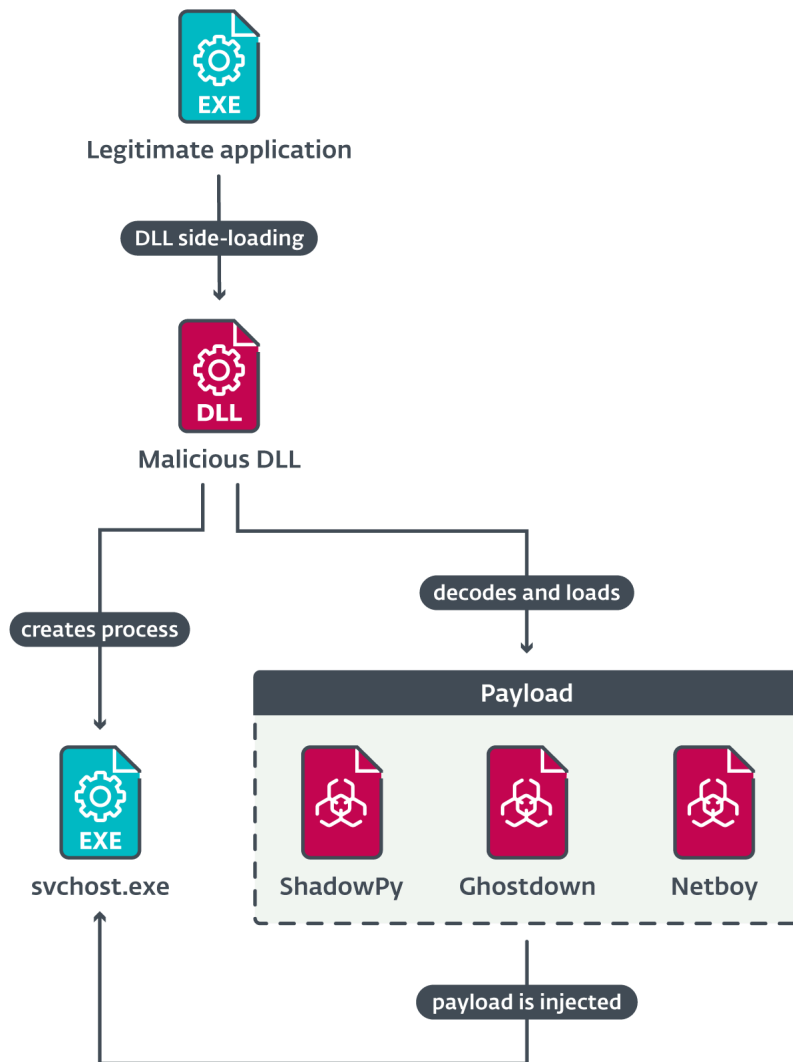 EXE
Legitimate application
DLL side-loading
DLL
Malicious DLL
decodes and loads
creates process
Payload
EXE
svchost.exe
ShadowPy
Ghostdown
Netboy
payload is injected